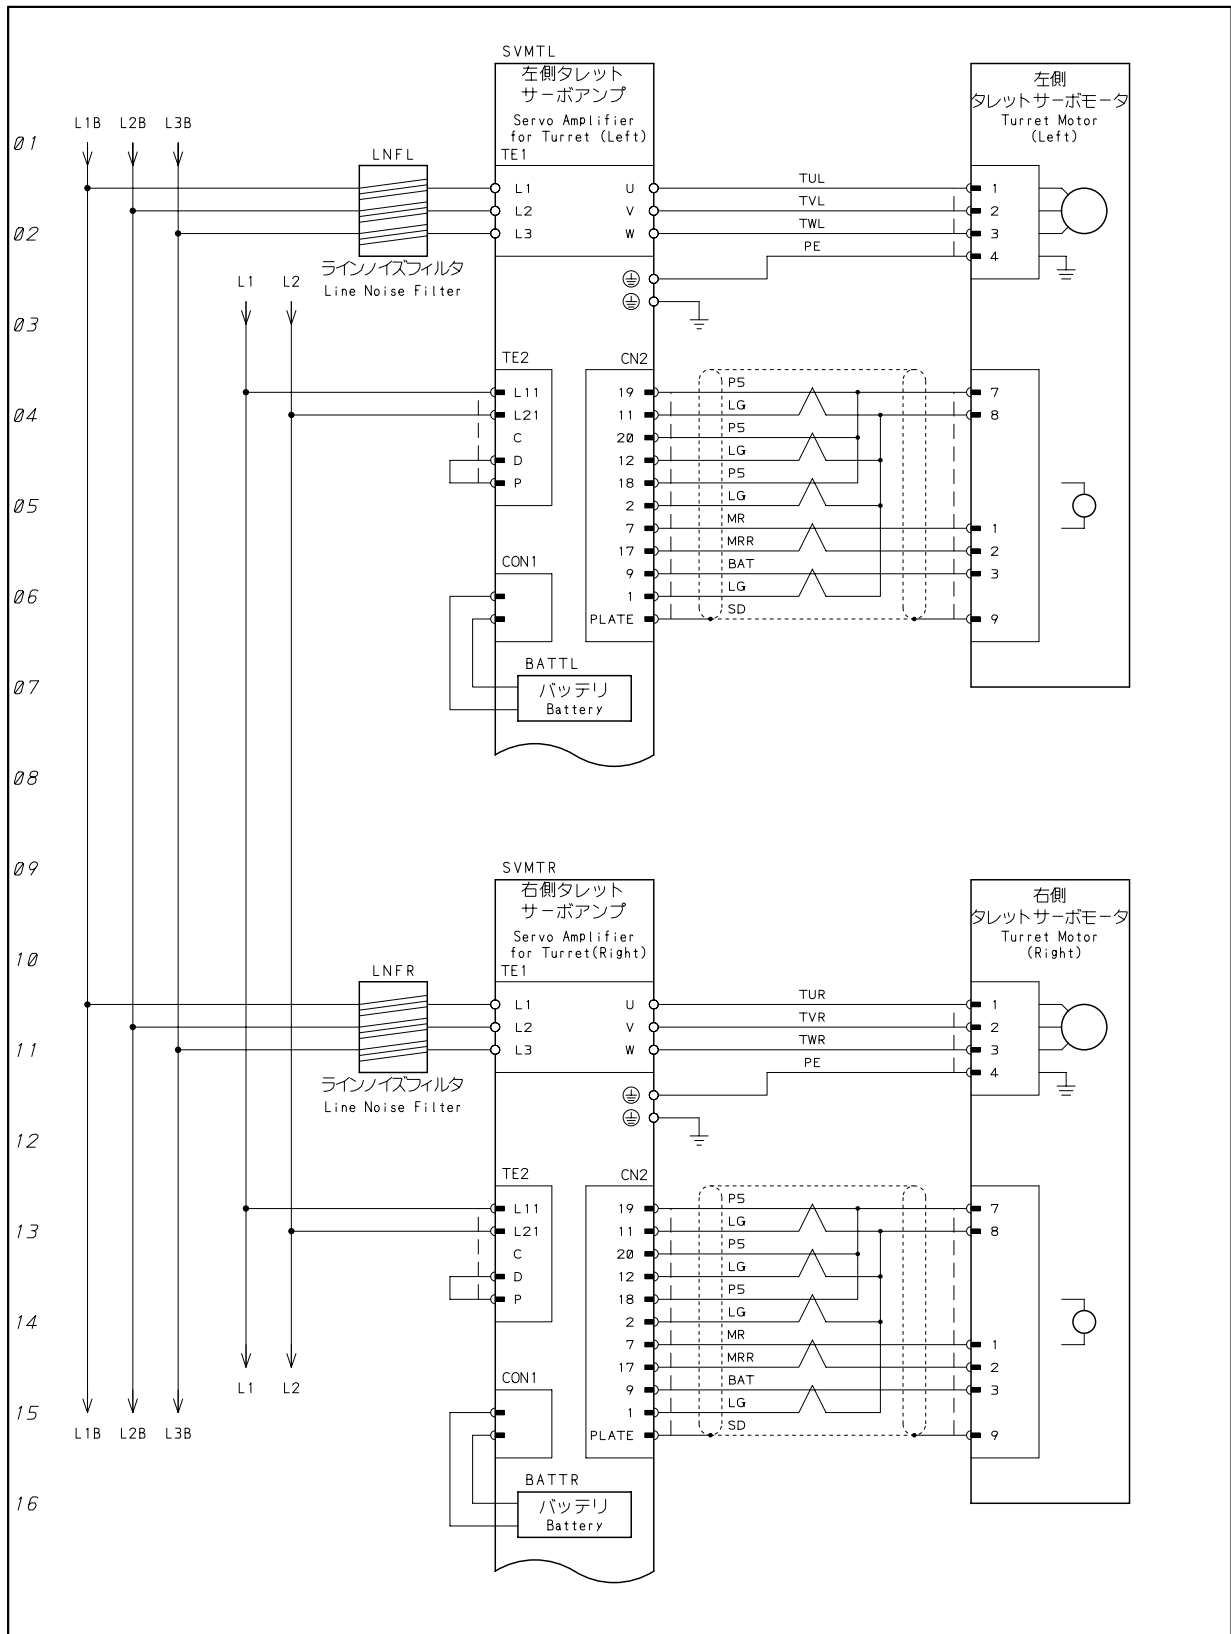 SVMTL
左側タレット
サーボアンプ
Servo Amplifier
for Turret (Left)
左側
タレットサーボモータ
Turret Motor
(Left)
01
L1B L2B L3B
LNFL
TE1
L1 U TUL 1
L2 V TVL 2
02
L3 W TWL 3
PE 4
ラインノイズフィルタ
Line Noise Filter
L1 L2
03
TE2 CN2
L11 19 P5 7
04
L21 11 LG 8
C 20 P5
D 12 LG
P 18 P5
05
2 LG
7 MR 1
17 MRR 2
CON1
9 BAT 3
06
1 LG
PLATE SD 9
BATTL
07
バッテリ
Battery
08
09
SVMTR
右側タレット
サーボアンプ
Servo Amplifier
for Turret(Right)
右側
タレットサーボモータ
Turret Motor
(Right)
10
LNFR
TE1
L1 U TUR 1
L2 V TVR 2
11
L3 W TWR 3
PE 4
ラインノイズフィルタ
Line Noise Filter
12
TE2 CN2
L11 19 P5 7
13
L21 11 LG 8
C 20 P5
D 12 LG
P 18 P5
14
2 LG
7 MR 1
17 MRR 2
L1 L2
CON1
9 BAT 3
15
1 LG
L1B L2B L3B
PLATE SD 9
BATTR
16
バッテリ
Battery